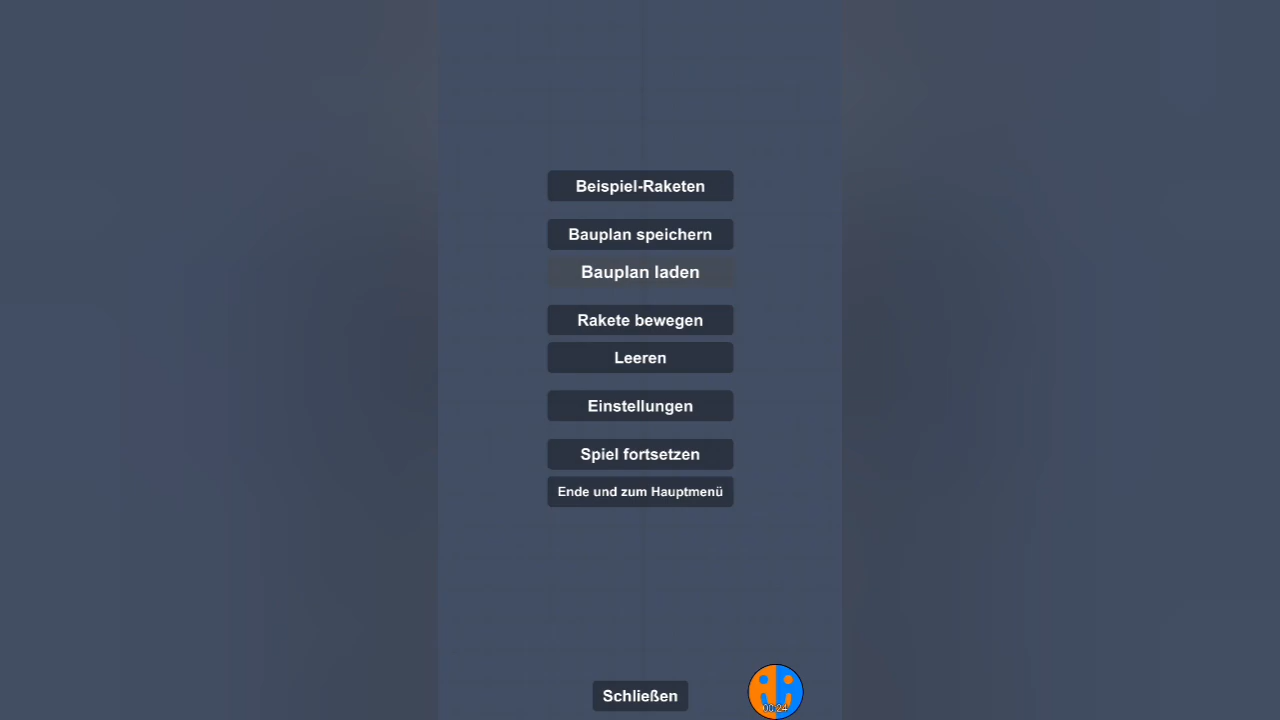 Beispiel-Raketen
Bauplan speichern
Bauplan laden
Rakete bewegen
Leeren
Einstellungen
Spiel fortsetzen
Ende und zum Hauptmenü
Schließen
00:24